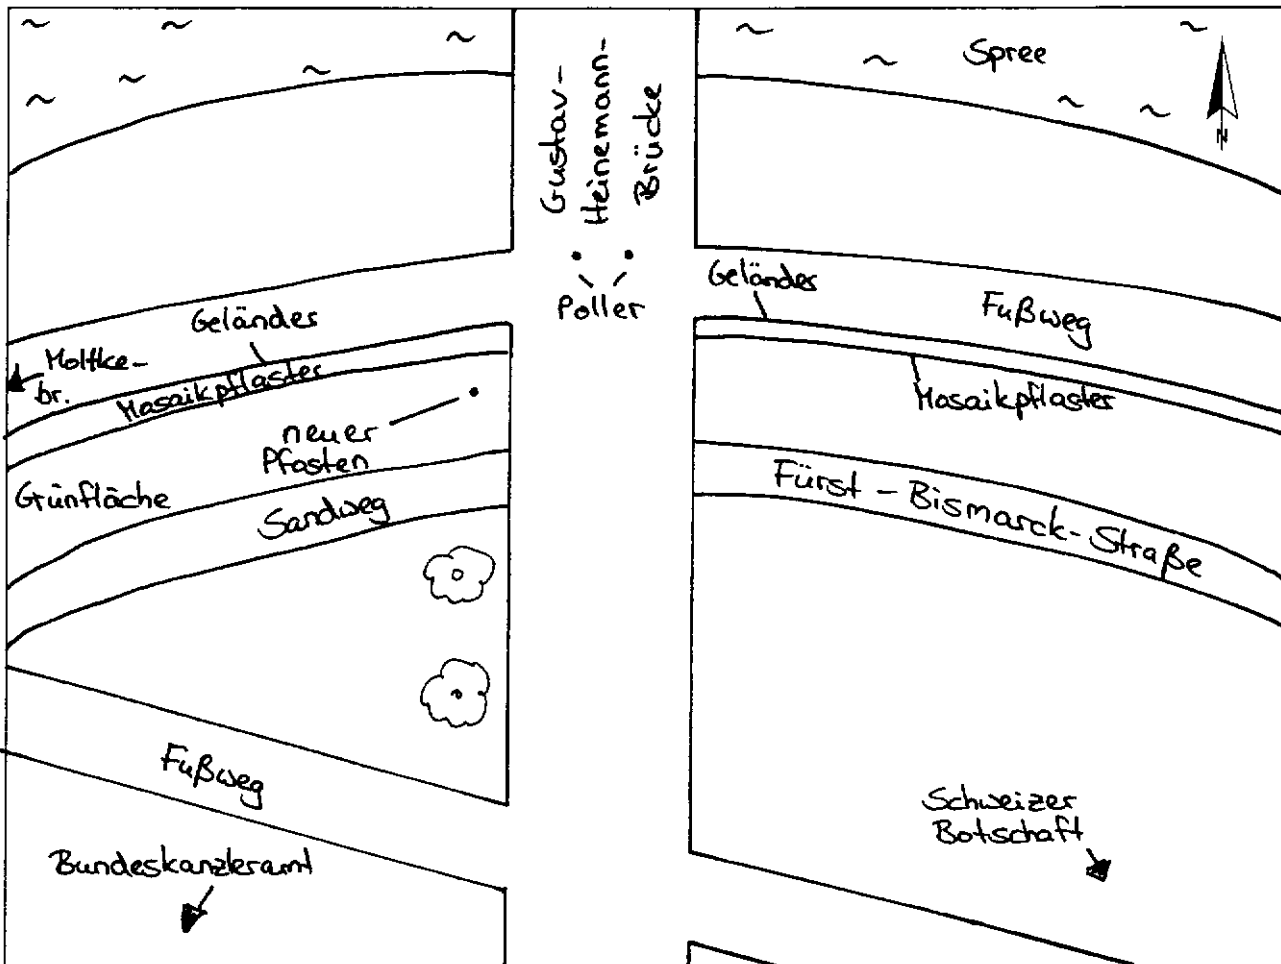 Spree
N
Gustav-
Heinemann-
Brücke
Poller
Geländer
Fußweg
Mosaikpflaster
Geländer
Moltke-
br.
Mosaikpflaster
neuer
Pfosten
Grünfläche
Sandweg
Fürst-Bismarck-Straße
Fußweg
Bundeskanzleramt
Schweizer
Botschaft